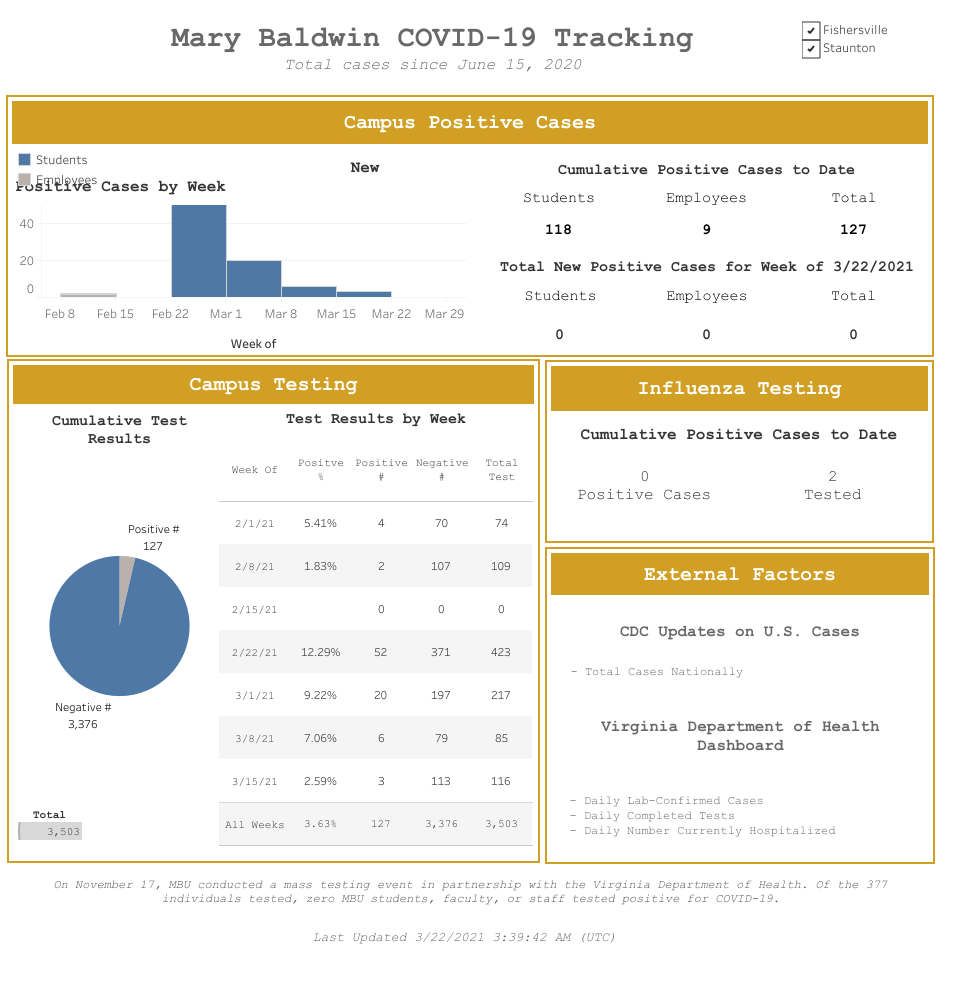 Mary Baldwin COVID-19 Tracking
Total cases since June 15, 2020
✔ Fishersville
✔ Staunton
Campus Positive Cases
Students
Employees
Positive Cases by Week
New
40
20
0
Feb 8 Feb 15 Feb 22 Mar 1 Mar 8 Mar 15 Mar 22 Mar 29
Week of
Cumulative Positive Cases to Date
Students Employees Total
118 9 127
Total New Positive Cases for Week of 3/22/2021
Students Employees Total
0 0 0
Campus Testing
Cumulative Test
Results
Positive #
127
Negative #
3,376
Total
3,503
Test Results by Week
Week Of Positve % Positive # Negative # Total Test
2/1/21 5.41% 4 70 74
2/8/21 1.83% 2 107 109
2/15/21 0 0 0
2/22/21 12.29% 52 371 423
3/1/21 9.22% 20 197 217
3/8/21 7.06% 6 79 85
3/15/21 2.59% 3 113 116
All Weeks 3.63% 127 3,376 3,503
Influenza Testing
Cumulative Positive Cases to Date
0 2
Positive Cases Tested
External Factors
CDC Updates on U.S. Cases
- Total Cases Nationally
Virginia Department of Health
Dashboard
- Daily Lab-Confirmed Cases
- Daily Completed Tests
- Daily Number Currently Hospitalized
On November 17, MBU conducted a mass testing event in partnership with the Virginia Department of Health. Of the 377
individuals tested, zero MBU students, faculty, or staff tested positive for COVID-19.
Last Updated 3/22/2021 3:39:42 AM (UTC)